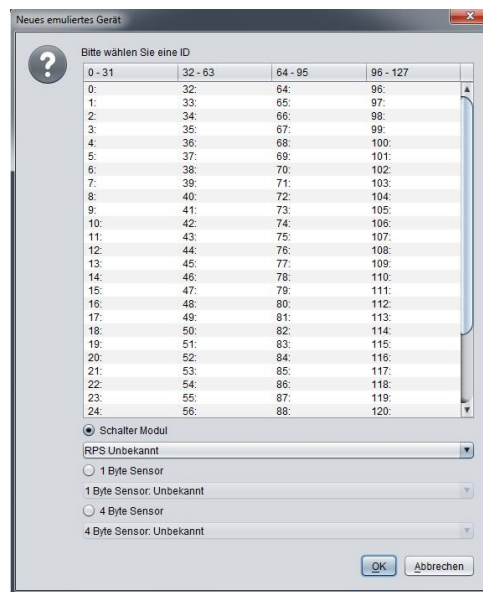 Neues emuliertes Gerät
Bitte wählen Sie eine ID
0 - 31 32 - 63 64 - 95 96 - 127
0: 32: 64: 96:
1: 33: 65: 97:
2: 34: 66: 98:
3: 35: 67: 99:
4: 36: 68: 100:
5: 37: 69: 101:
6: 38: 70: 102:
7: 39: 71: 103:
8: 40: 72: 104:
9: 41: 73: 105:
10: 42: 74: 106:
11: 43: 75: 107:
12: 44: 76: 108:
13: 45: 77: 109:
14: 46: 78: 110:
15: 47: 79: 111:
16: 48: 80: 112:
17: 49: 81: 113:
18: 50: 82: 114:
19: 51: 83: 115:
20: 52: 84: 116:
21: 53: 85: 117:
22: 54: 86: 118:
23: 55: 87: 119:
24: 56: 88: 120:
Schalter Modul
RPS Unbekannt
1 Byte Sensor
1 Byte Sensor: Unbekannt
4 Byte Sensor
4 Byte Sensor: Unbekannt
OK Abbrechen